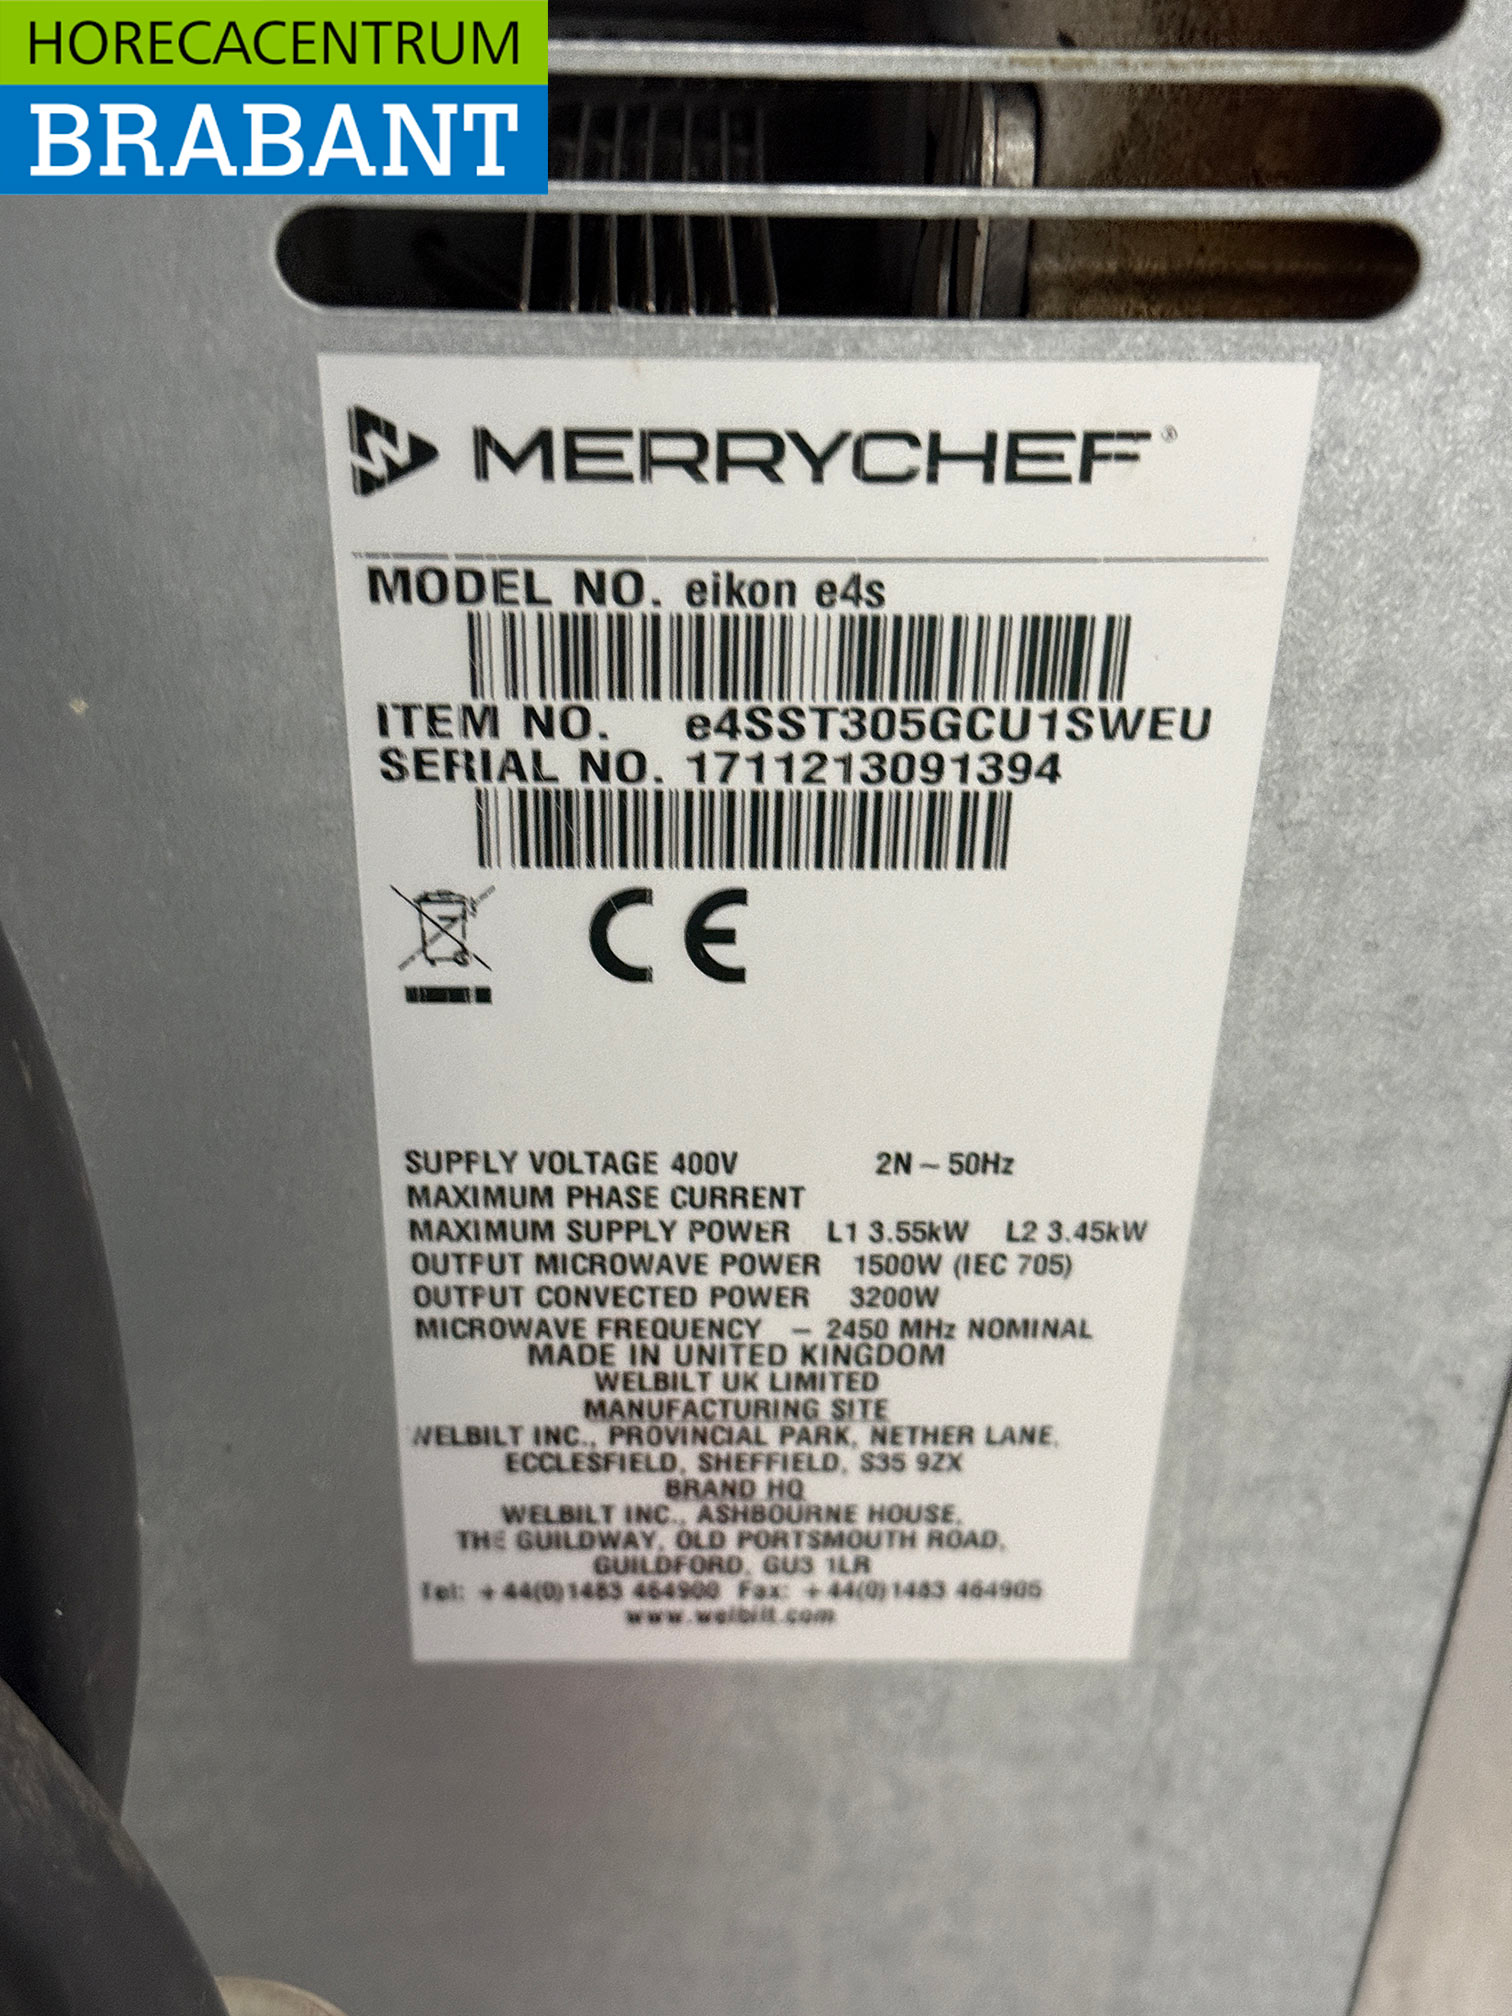 HORECACENTRUM
BRABANT
MERRYCHEF®
MODEL NO. eikon e4s
ITEM NO. e4SST305GCU1SWEU
SERIAL NO. 1711213091394
CE
SUPPLY VOLTAGE 400V 2N ~ 50Hz
MAXIMUM PHASE CURRENT
MAXIMUM SUPPLY POWER L1 3.55kW L2 3.45kW
OUTPUT MICROWAVE POWER 1500W (IEC 705)
OUTPUT CONVECTED POWER 3200W
MICROWAVE FREQUENCY – 2450 MHz NOMINAL
MADE IN UNITED KINGDOM
WELBILT UK LIMITED
MANUFACTURING SITE
WELBILT INC., PROVINCIAL PARK, NETHER LANE,
ECCLESFIELD, SHEFFIELD, S35 9ZX
BRAND HQ
WELBILT INC., ASHBOURNE HOUSE,
THE GUILDWAY, OLD PORTSMOUTH ROAD,
GUILDFORD, GU3 1LR
Tel: +44(0)1483 464900 Fax: +44(0)1483 464905
www.welbilt.com